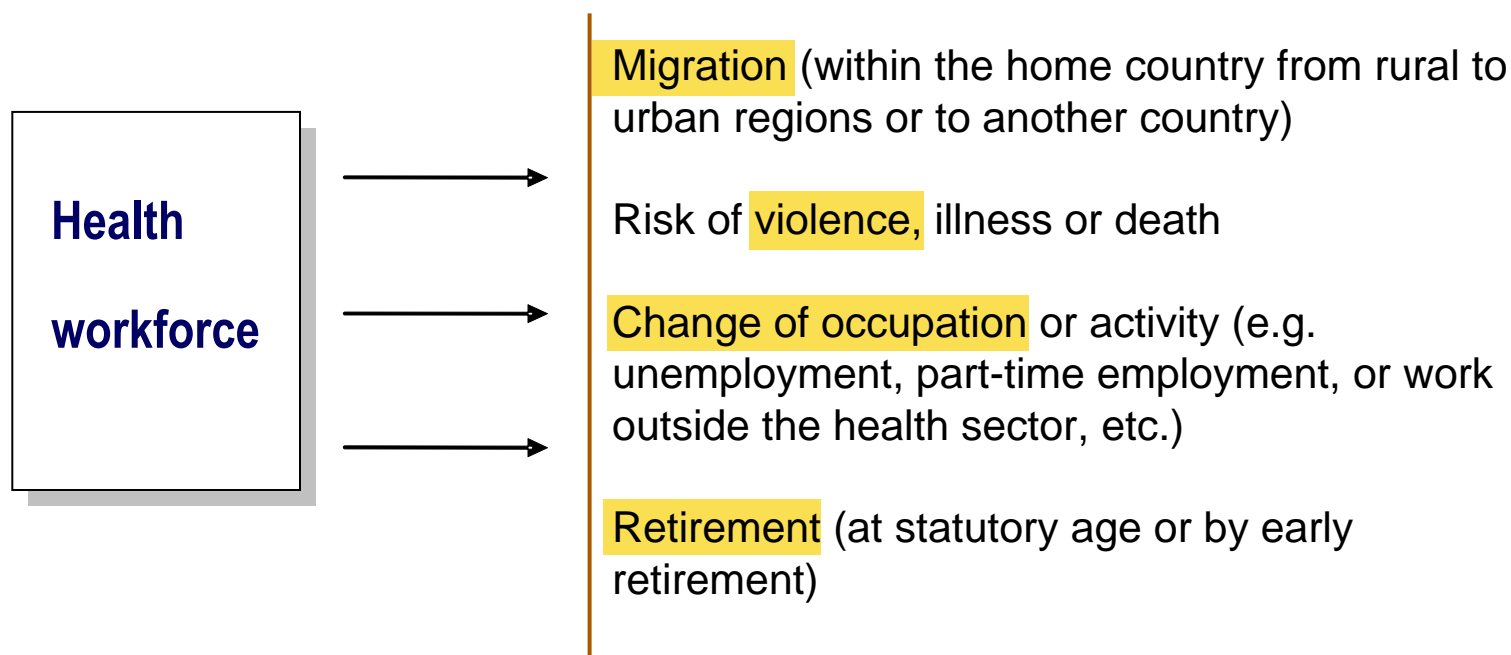 Health
workforce
Migration (within the home country from rural to
urban regions or to another country)
Risk of violence, illness or death
Change of occupation or activity (e.g.
unemployment, part-time employment, or work
outside the health sector, etc.)
Retirement (at statutory age or by early
retirement)